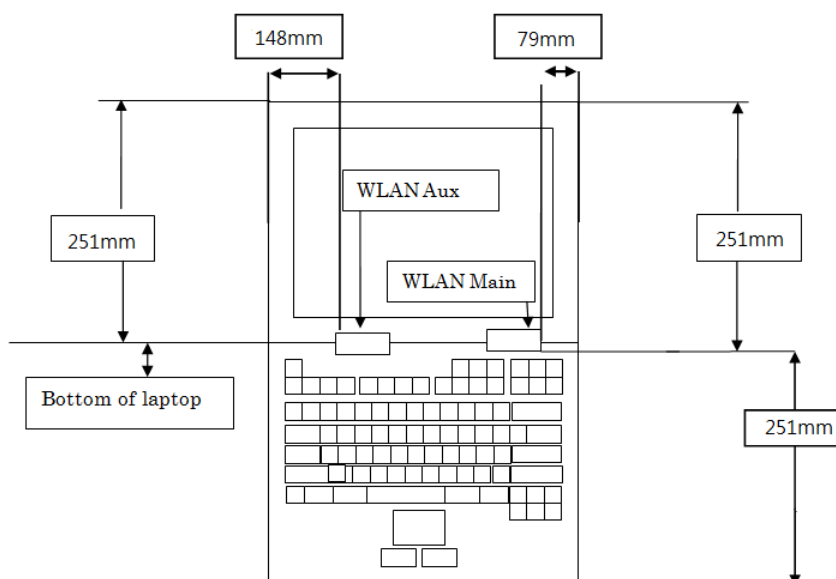 148mm
79mm
WLAN Aux
251mm
251mm
WLAN Main
Bottom of laptop
251mm